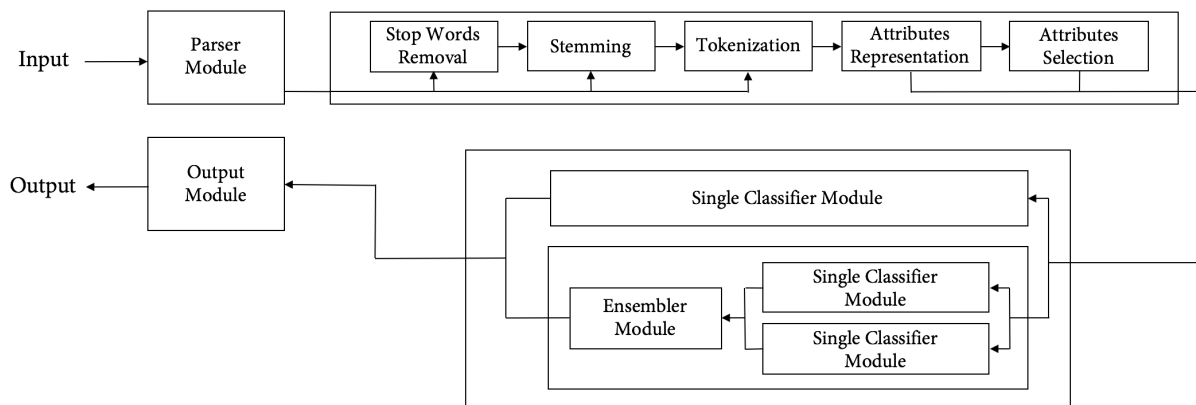 Input
Parser
Module
Stop Words
Removal
Stemming
Tokenization
Attributes
Representation
Attributes
Selection
Output
Output
Module
Single Classifier Module
Ensembler
Module
Single Classifier
Module
Single Classifier
Module